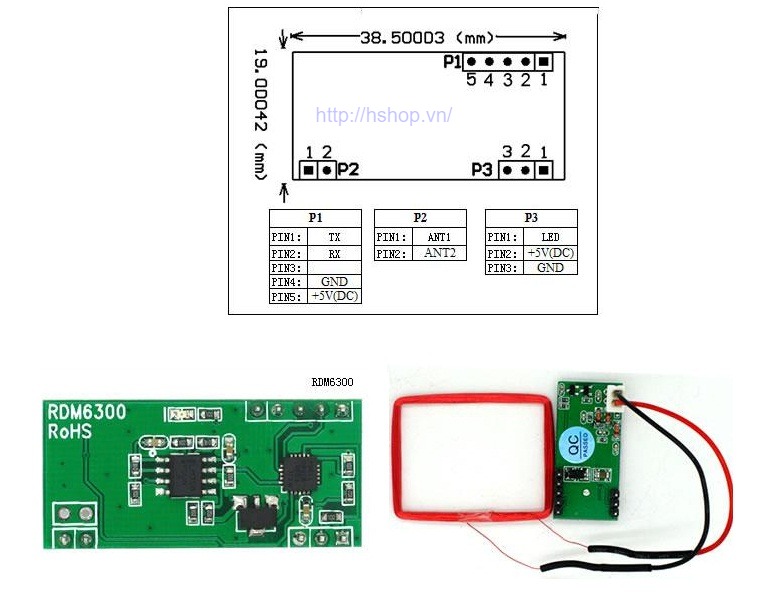 38.50003 (mm)
19.00042 (mm)
P1
5 4 3 2 1
http://hshop.vn/
1 2
P2
3 2 1
P3
P1
PIN1: TX
PIN2: RX
PIN3:
PIN4: GND
PIN5: +5V(DC)
P2
PIN1: ANT1
PIN2: ANT2
P3
PIN1: LED
PIN2: +5V(DC)
PIN3: GND
RDM6300
RDM6300
RoHS
QC
PASSED